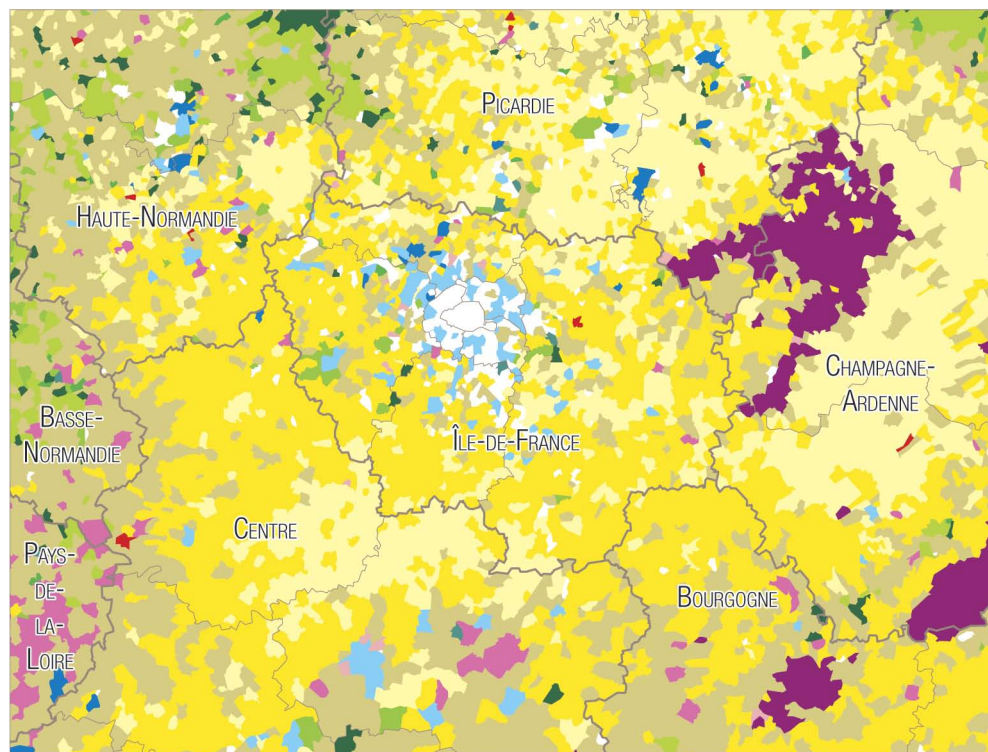 PICARDIE
HAUTE-NORMANDIE
CHAMPAGNE-
ARDENNE
BASSE-
NORMANDIE
ÎLE-DE-FRANCE
CENTRE
PAYS-
DE-
LA-
LOIRE
BOURGOGNE